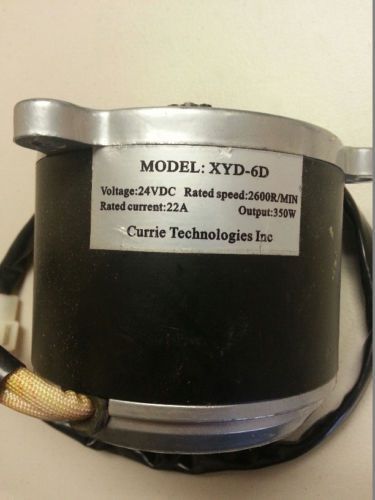 MODEL: XYD-6D
Voltage:24VDC Rated speed:2600R/MIN
Rated current:22A Output:350W
Currie Technologies Inc